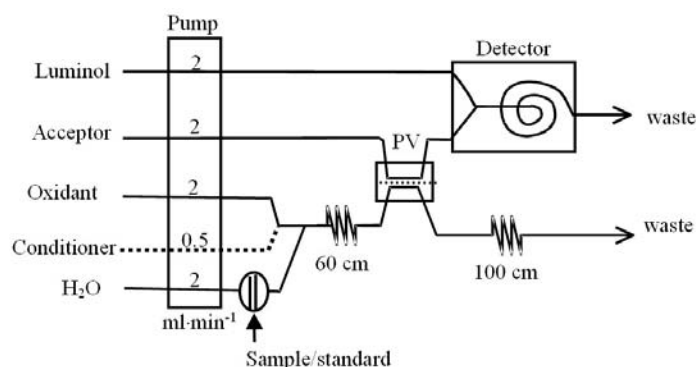 Pump
Detector
Luminol
2
waste
Acceptor
2
PV
Oxidant
2
Conditioner
0.5
waste
60 cm
100 cm
H₂O
2
ml·min⁻¹
Sample/standard